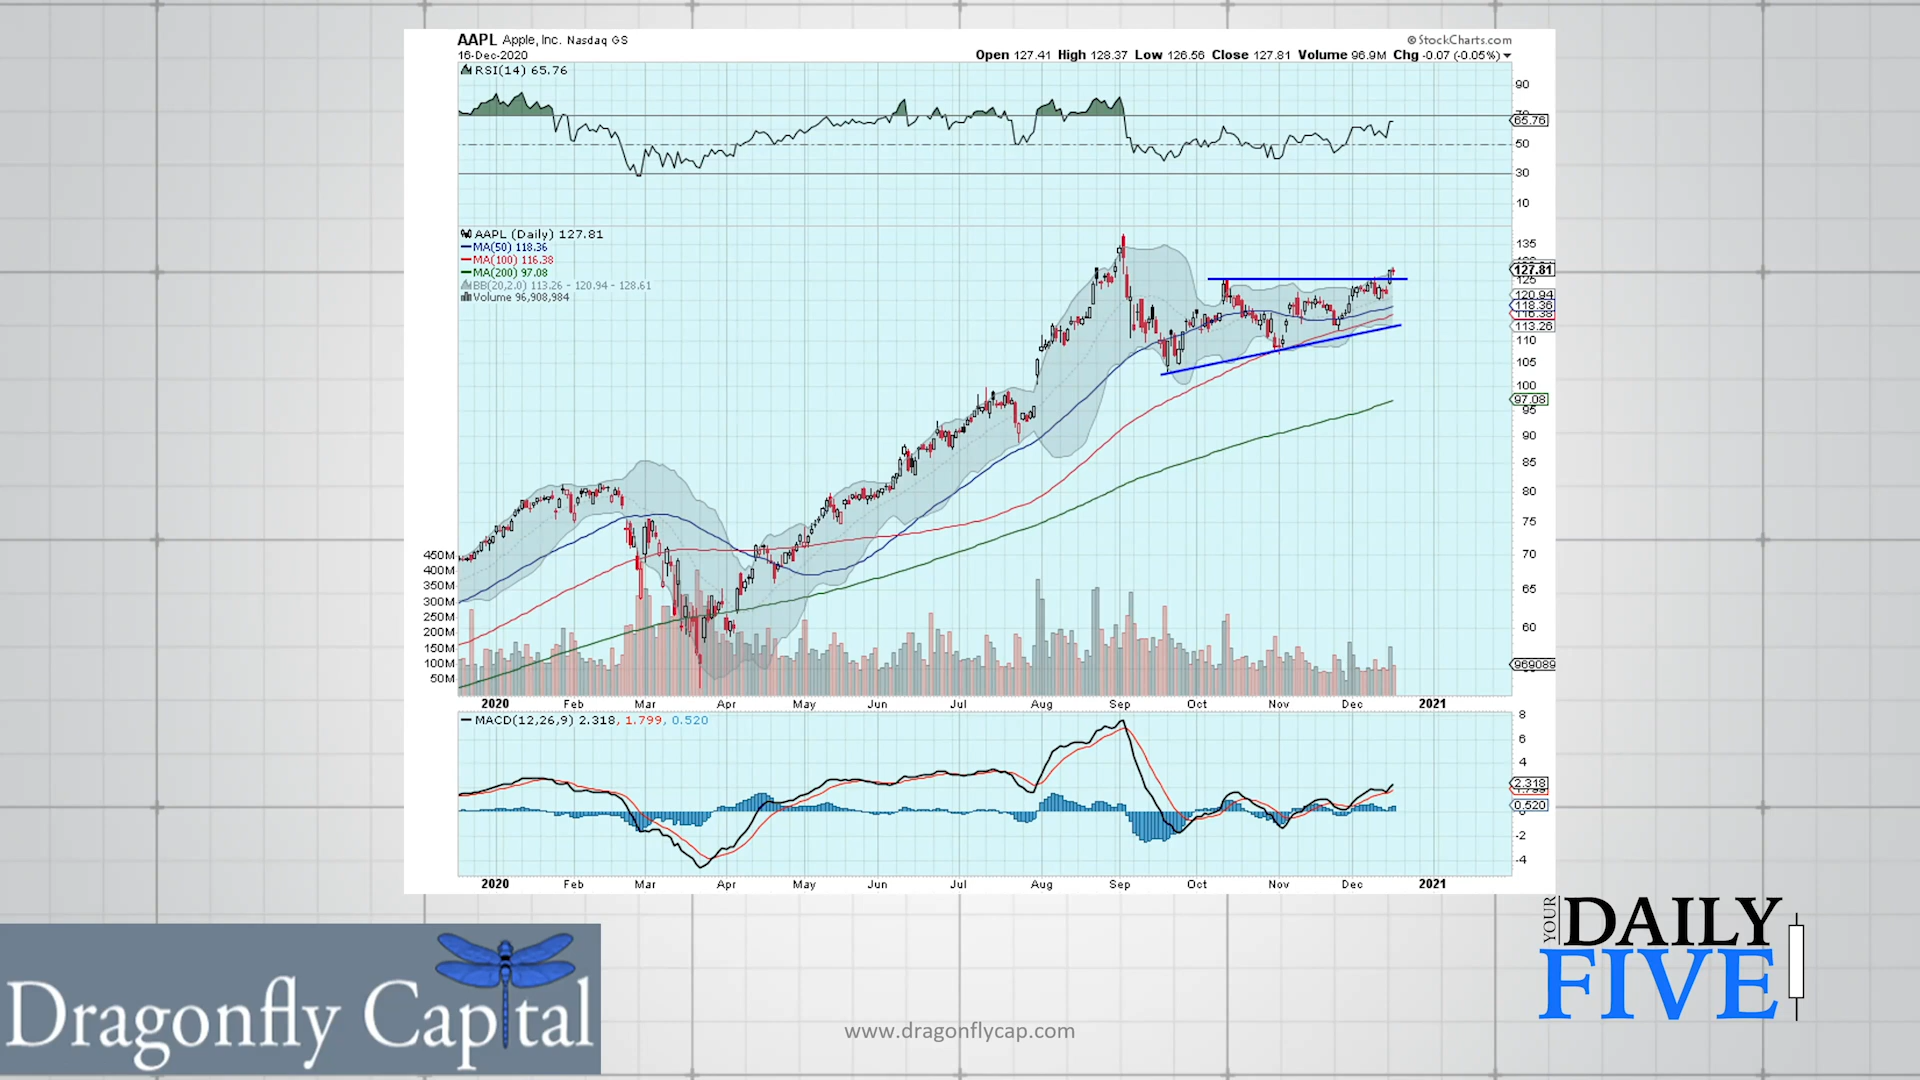 AAPL Apple, Inc. Nasdaq GS
© StockCharts.com
16-Dec-2020
Open 127.41 High 128.37 Low 126.56 Close 127.81 Volume 96.9M Chg -0.07 (-0.05%)
RSI(14) 65.76
90
65.76
50
30
10
AAPL (Daily) 127.81
MA(50) 118.36
MA(100) 116.38
MA(200) 97.08
BB(20,2.0) 113.26 - 120.94 - 128.61
Volume 96,908,984
135
127.81
125
120.94
118.36
116.38
113.26
110
105
100
97.08
95
90
85
80
75
70
65
60
969089
450M
400M
350M
300M
250M
200M
150M
100M
50M
2020 Feb Mar Apr May Jun Jul Aug Sep Oct Nov Dec 2021
MACD(12,26,9) 2.318, 1.799, 0.520
8
6
4
2.318
1.799
0.520
-2
-4
2020 Feb Mar Apr May Jun Jul Aug Sep Oct Nov Dec 2021
Dragonfly Capital
www.dragonflycap.com
YOUR
DAILY
FIVE